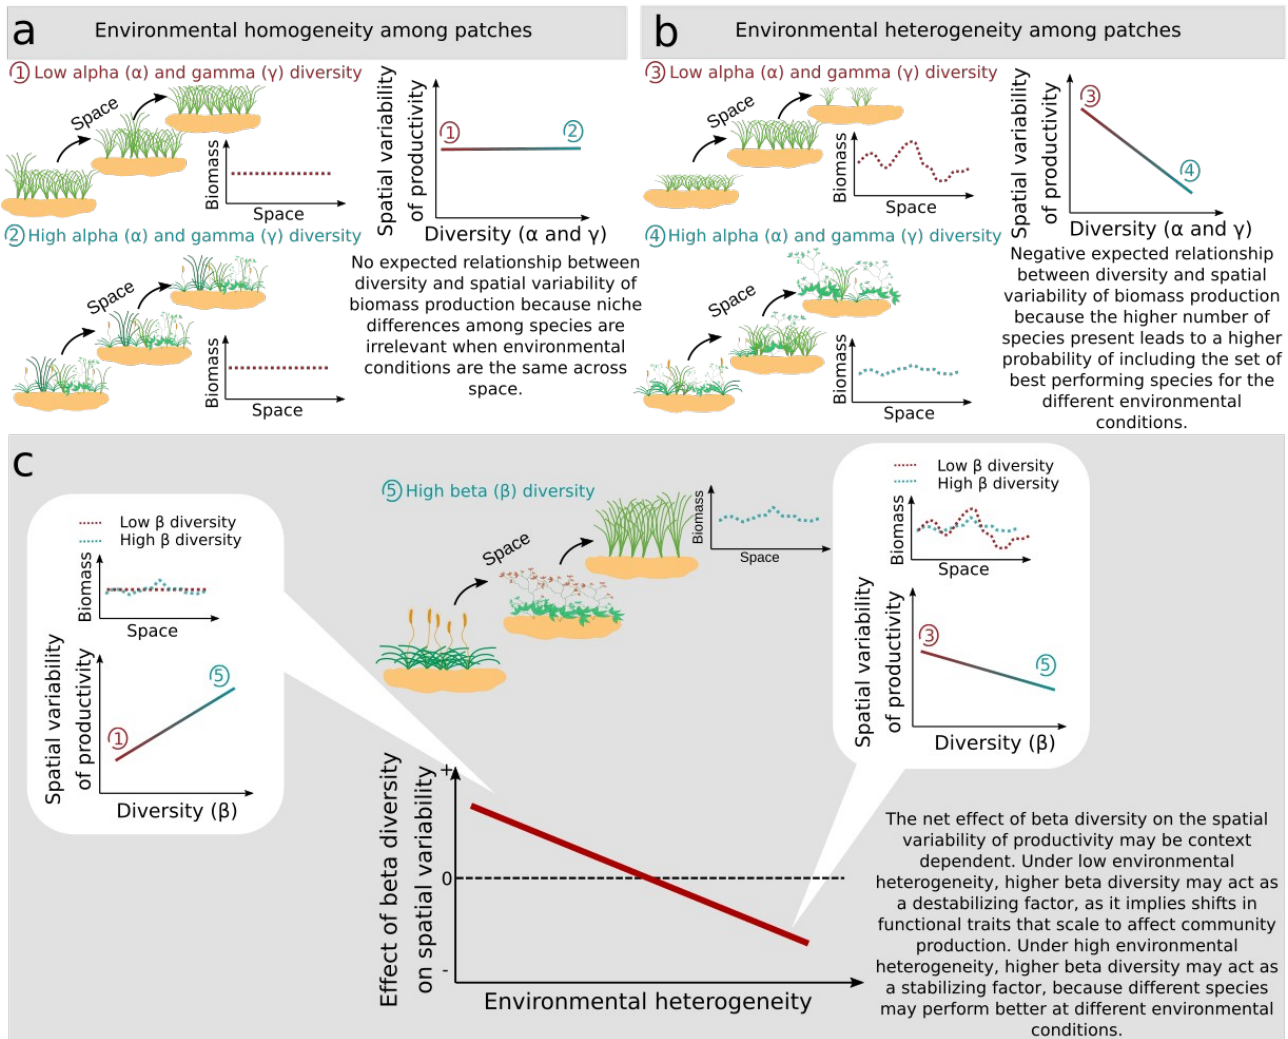 a
Environmental homogeneity among patches
1 Low alpha (α) and gamma (γ) diversity
Space
Biomass
Space
Spatial variability
of productivity
1
2
Diversity (α and γ)
2 High alpha (α) and gamma (γ) diversity
Space
Biomass
Space
No expected relationship between
diversity and spatial variability of
biomass production because niche
differences among species are
irrelevant when environmental
conditions are the same across
space.
b
Environmental heterogeneity among patches
3 Low alpha (α) and gamma (γ) diversity
Space
Biomass
Space
Spatial variability
of productivity
3
4
Diversity (α and γ)
4 High alpha (α) and gamma (γ) diversity
Space
Biomass
Space
Negative expected relationship
between diversity and spatial
variability of biomass production
because the higher number of
species present leads to a higher
probability of including the set of
best performing species for the
different environmental
conditions.
c
Low β diversity
High β diversity
Biomass
Space
Spatial variability
of productivity
1
5
Diversity (β)
5 High beta (β) diversity
Space
Biomass
Space
Low β diversity
High β diversity
Biomass
Space
Spatial variability
of productivity
3
5
Diversity (β)
Effect of beta diversity
on spatial variability
+
0
-
Environmental heterogeneity
The net effect of beta diversity on the spatial
variability of productivity may be context
dependent. Under low environmental
heterogeneity, higher beta diversity may act as
a destabilizing factor, as it implies shifts in
functional traits that scale to affect community
production. Under high environmental
heterogeneity, higher beta diversity may act as
a stabilizing factor, because different species
may perform better at different environmental
conditions.